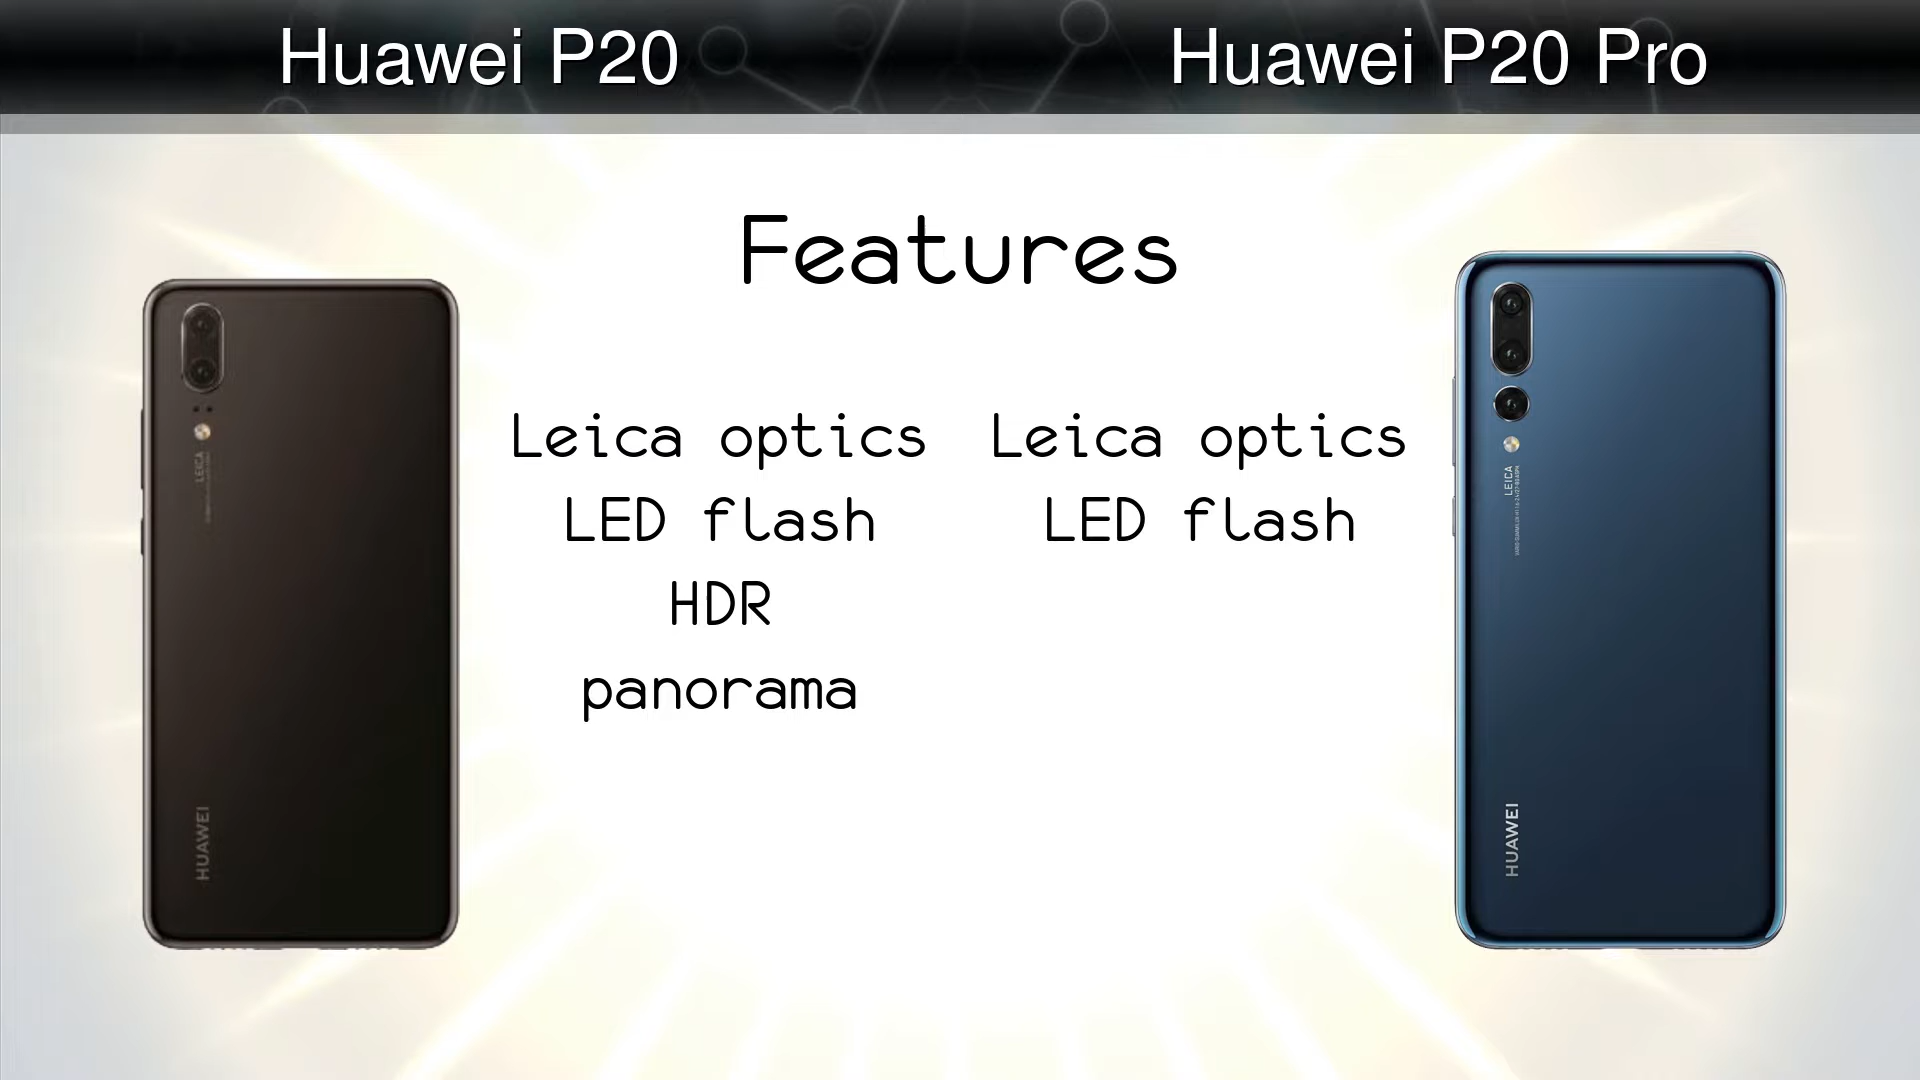 Huawei P20
Huawei P20 Pro
Features
Leica optics
LED flash
HDR
panorama
Leica optics
LED flash
LEICA
HUAWEI
LEICA
HUAWEI